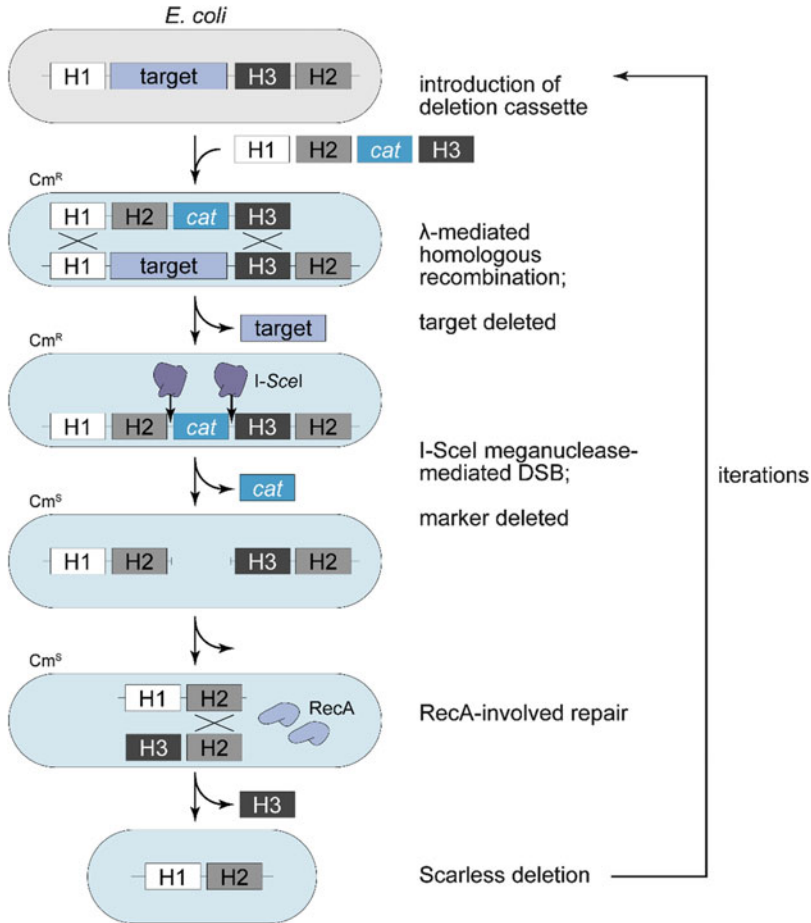 E. coli
H1 target H3 H2
introduction of
deletion cassette
H1 H2 cat H3
CmR
H1 H2 cat H3
H1 target H3 H2
λ-mediated
homologous
recombination;
target deleted
target
CmR
I-SceI
H1 H2 cat H3 H2
I-SceI meganuclease-
mediated DSB;
marker deleted
iterations
cat
CmS
H1 H2 H3 H2
CmS
H1 H2
RecA
H3 H2
RecA-involved repair
H3
H1 H2
Scarless deletion